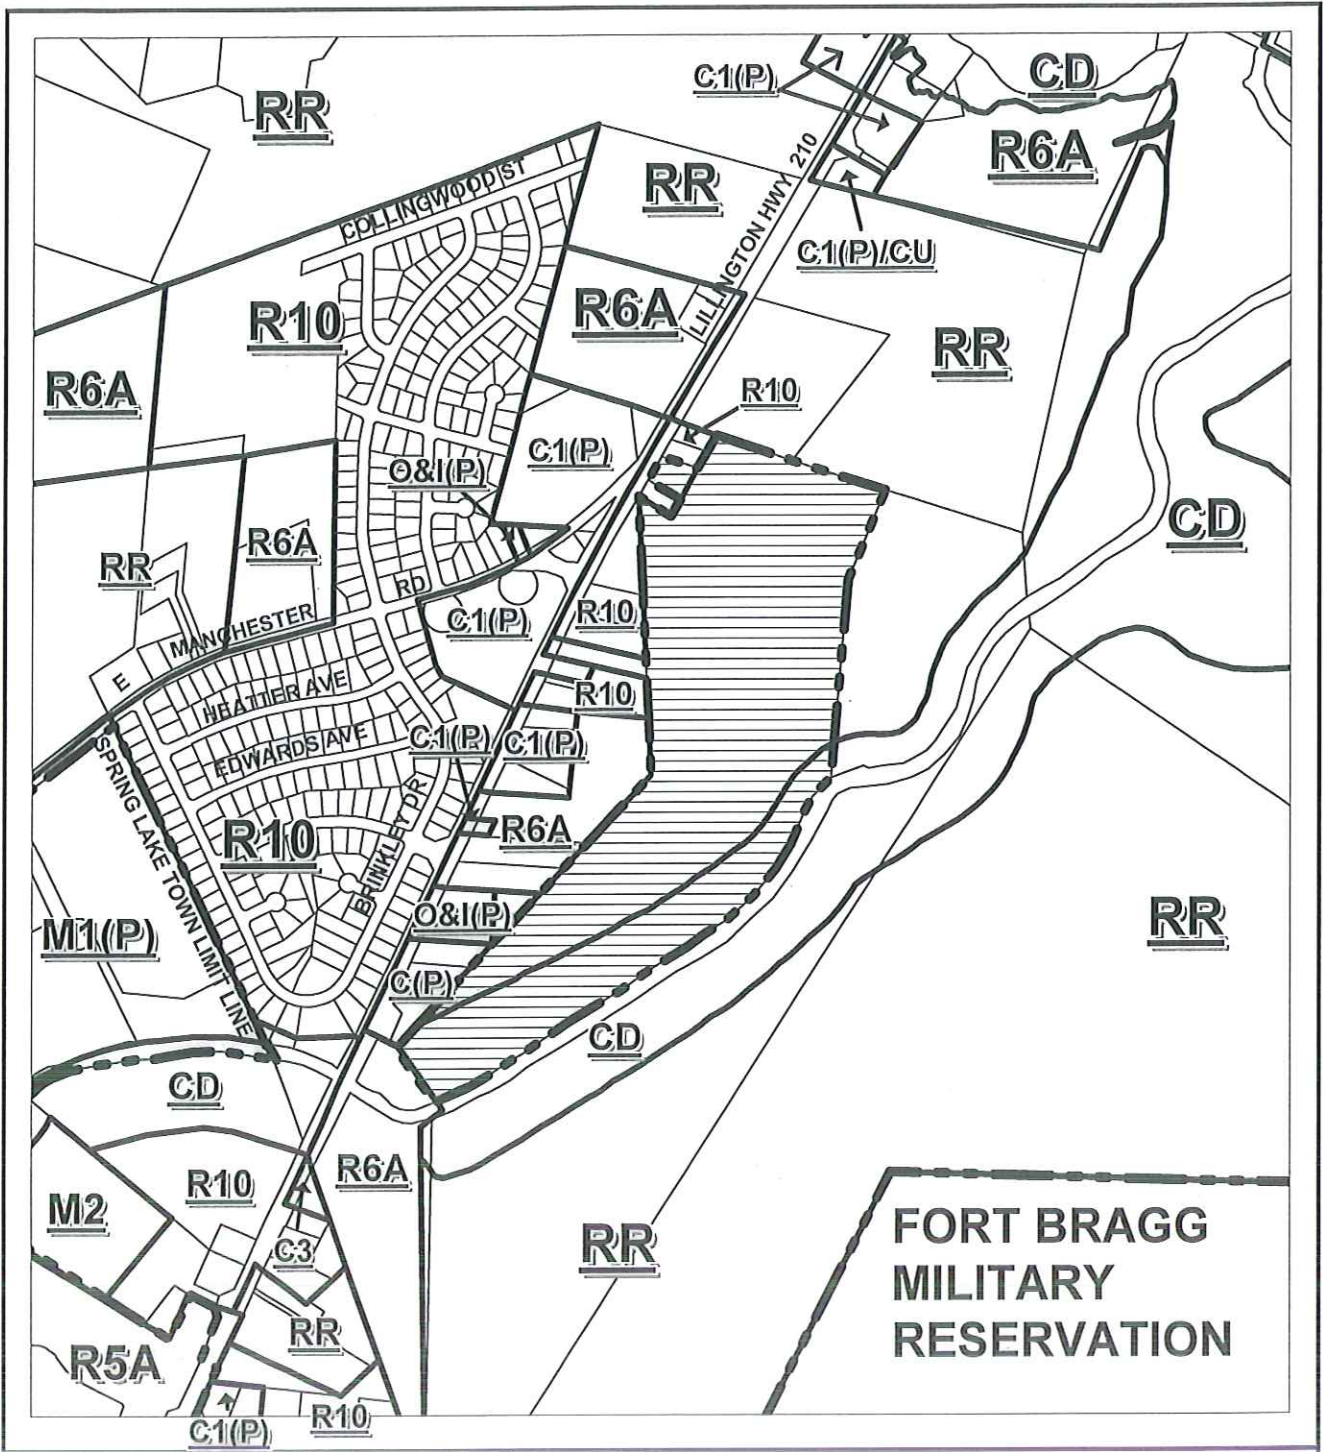 C1(P)
CD
RR
R6A
RR
COLLINGWOOD ST
LILLINGTON HWY 210
C1(P)/CU
R10
R6A
RR
R6A
R10
C1(P)
O&I(P)
CD
R6A
RR
RD
MANCHESTER
E
C1(P)
R10
HEATTER AVE
R10
EDWARDS AVE
C1(P)
C1(P)
SPRING LAKE TOWN LIMIT LINE
R10
BRINKLEY DR
R6A
O&I(P)
RR
M1(P)
C(P)
CD
CD
R10
R6A
M2
C3
RR
FORT BRAGG
MILITARY
RESERVATION
RR
R5A
C1(P)
R10